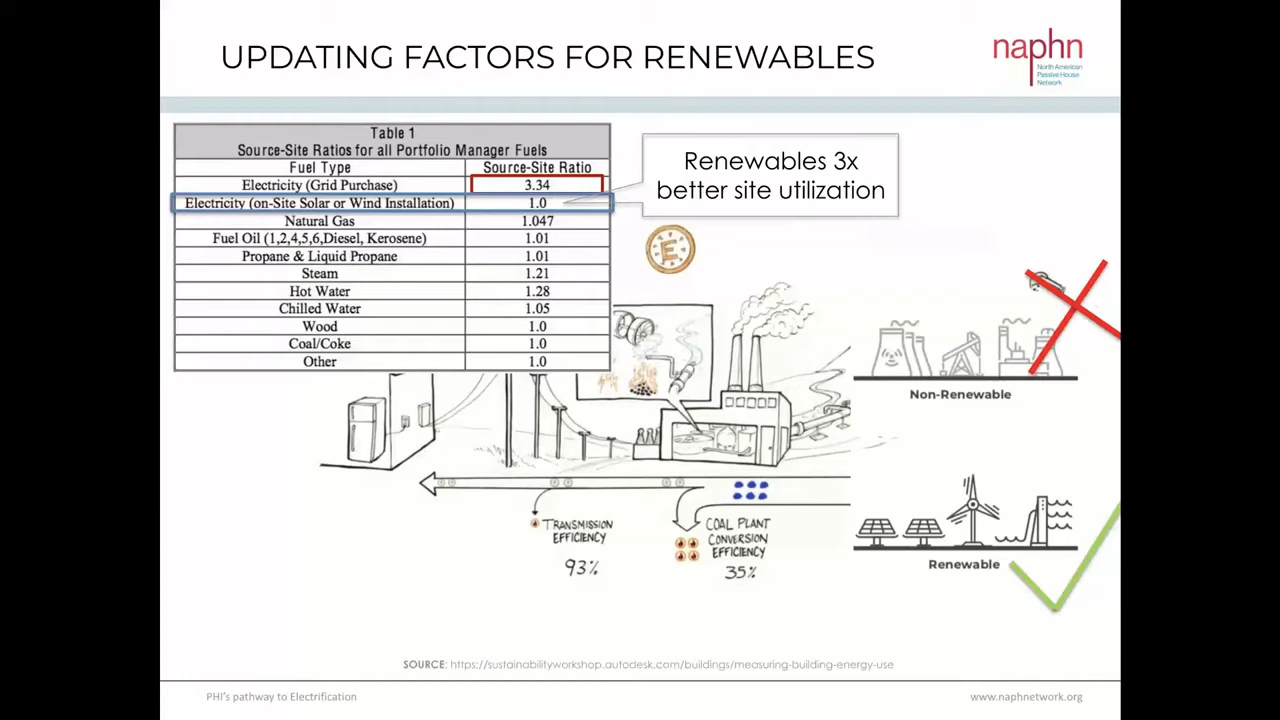 UPDATING FACTORS FOR RENEWABLES
naphn
North American
Passive House
Network
Table 1
Source-Site Ratios for all Portfolio Manager Fuels
Fuel Type Source-Site Ratio
Electricity (Grid Purchase) 3.34
Electricity (on-Site Solar or Wind Installation) 1.0
Natural Gas 1.047
Fuel Oil (1,2,4,5,6,Diesel, Kerosene) 1.01
Propane & Liquid Propane 1.01
Steam 1.21
Hot Water 1.28
Chilled Water 1.05
Wood 1.0
Coal/Coke 1.0
Other 1.0
Renewables 3x
better site utilization
E
Non-Renewable
TRANSMISSION
EFFICIENCY
93%
COAL PLANT
CONVERSION
EFFICIENCY
35%
Renewable
SOURCE: https://sustainabilityworkshop.autodesk.com/buildings/measuring-building-energy-use
PHI's pathway to Electrification
www.naphnetwork.org